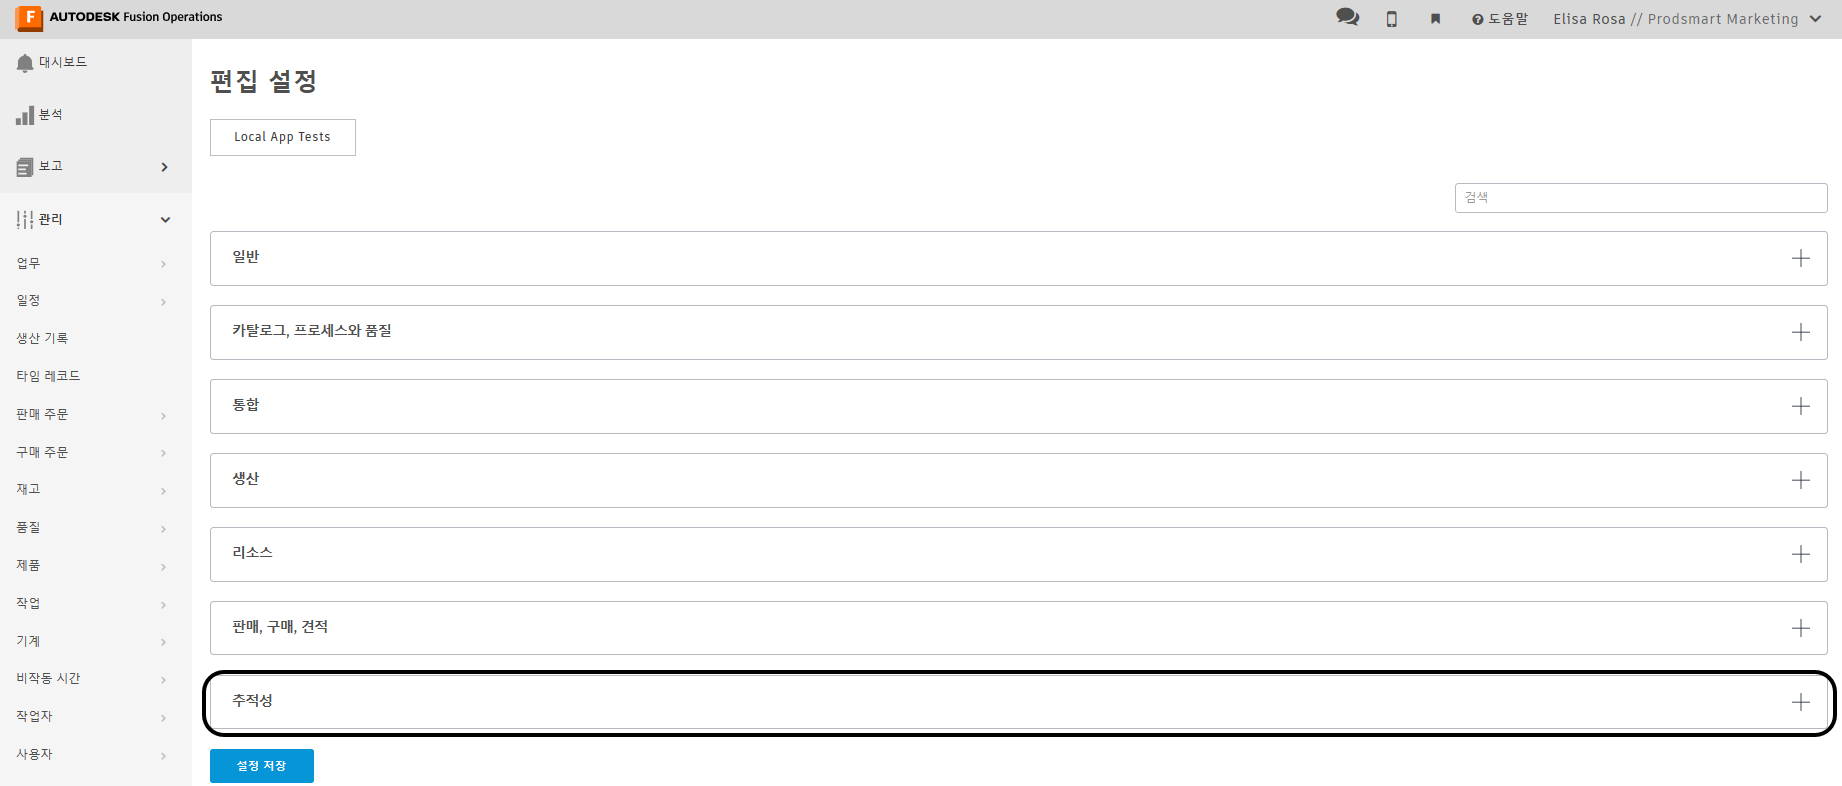 F AUTODESK Fusion Operations
도움말
Elisa Rosa // Prodsmart Marketing
대시보드
분석
보고
관리
업무
일정
생산 기록
타임 레코드
판매 주문
구매 주문
재고
품질
제품
작업
기계
비작동 시간
작업자
사용자
편집 설정
Local App Tests
검색
일반
카탈로그, 프로세스와 품질
통합
생산
리소스
판매, 구매, 견적
추적성
설정 저장